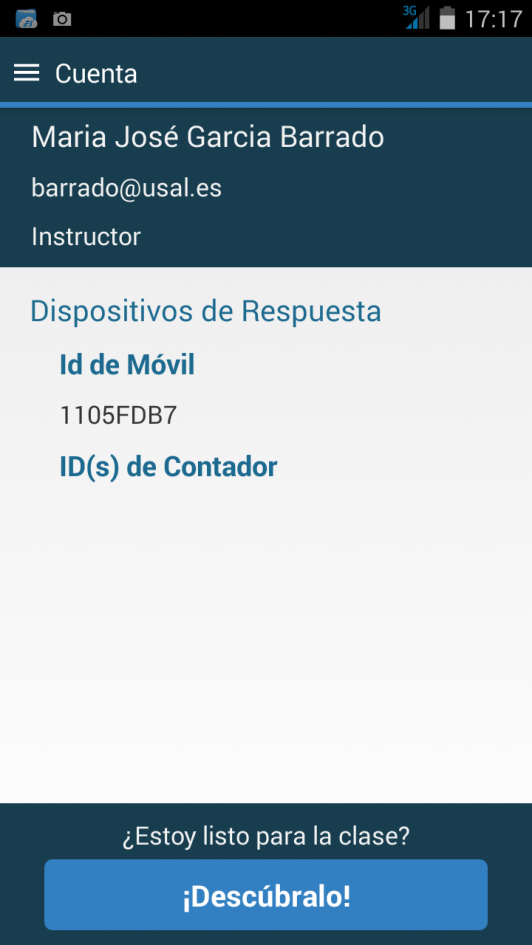 3G 17:17
Cuenta
Maria José Garcia Barrado
barrado@usal.es
Instructor
Dispositivos de Respuesta
Id de Móvil
1105FDB7
ID(s) de Contador
¿Estoy listo para la clase?
¡Descúbralo!